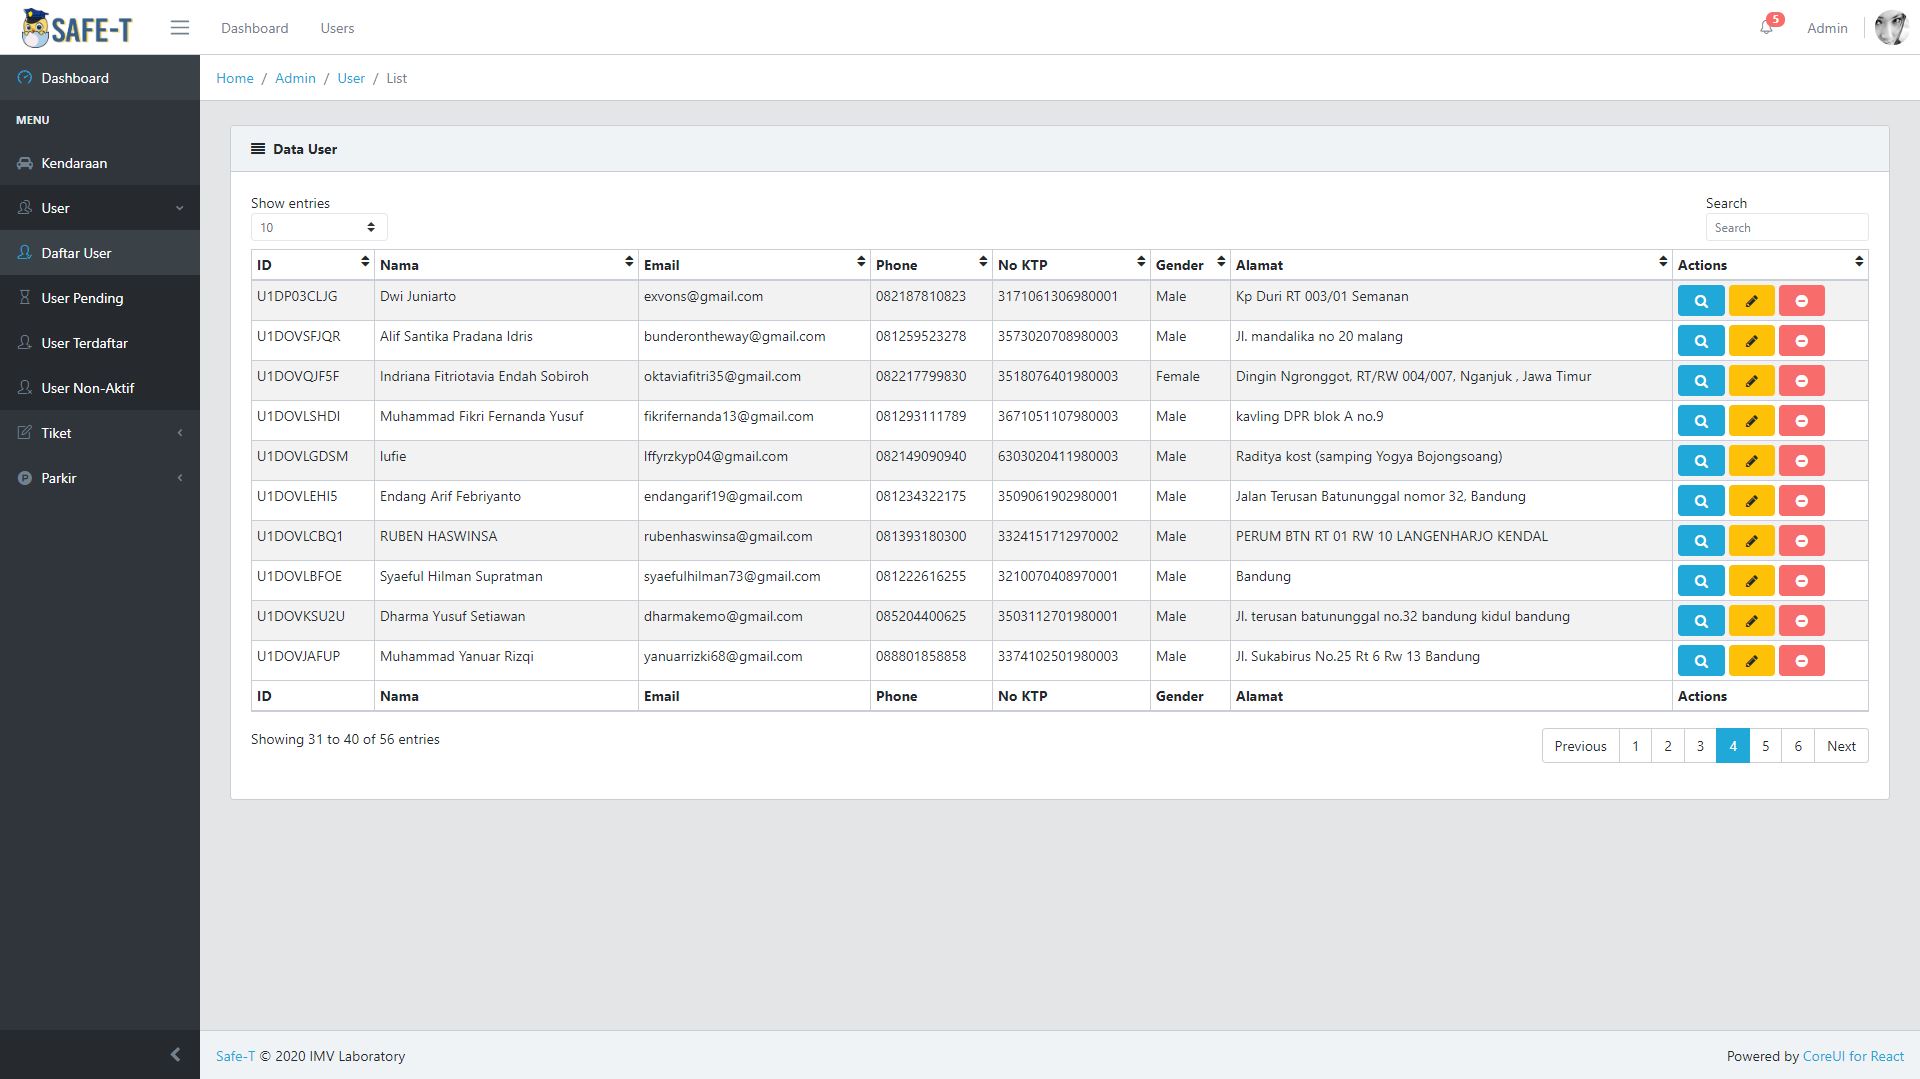 SAFE-T
Dashboard Users
5
Admin
Dashboard
MENU
Kendaraan
User
Daftar User
User Pending
User Terdaftar
User Non-Aktif
Tiket
Parkir
Home / Admin / User / List
Data User
Show entries
10
Search
Search
ID Nama Email Phone No KTP Gender Alamat Actions
U1DP03CLJG Dwi Juniarto exvons@gmail.com 082187810823 3171061306980001 Male Kp Duri RT 003/01 Semanan
U1DOVSFJQR Alif Santika Pradana Idris bunderontheway@gmail.com 081259523278 3573020708980003 Male Jl. mandalika no 20 malang
U1DOVQJF5F Indriana Fitriotavia Endah Sobiroh oktaviafitri35@gmail.com 082217799830 3518076401980003 Female Dingin Ngronggot, RT/RW 004/007, Nganjuk , Jawa Timur
U1DOVLSHDI Muhammad Fikri Fernanda Yusuf fikrifernanda13@gmail.com 081293111789 3671051107980003 Male kavling DPR blok A no.9
U1DOVLGDSM lufie lffyrzkyp04@gmail.com 082149090940 6303020411980003 Male Raditya kost (samping Yogya Bojongsoang)
U1DOVLEHI5 Endang Arif Febriyanto endangarif19@gmail.com 081234322175 3509061902980001 Male Jalan Terusan Batununggal nomor 32, Bandung
U1DOVLCBQ1 RUBEN HASWINSA rubenhaswinsa@gmail.com 081393180300 3324151712970002 Male PERUM BTN RT 01 RW 10 LANGENHARJO KENDAL
U1DOVLBFOE Syaeful Hilman Supratman syaefulhilman73@gmail.com 081222616255 3210070408970001 Male Bandung
U1DOVKSU2U Dharma Yusuf Setiawan dharmakemo@gmail.com 085204400625 3503112701980001 Male Jl. terusan batununggal no.32 bandung kidul bandung
U1DOVJAFUP Muhammad Yanuar Rizqi yanuarrizki68@gmail.com 088801858858 3374102501980003 Male Jl. Sukabirus No.25 Rt 6 Rw 13 Bandung
ID Nama Email Phone No KTP Gender Alamat Actions
Showing 31 to 40 of 56 entries
Previous 1 2 3 4 5 6 Next
Safe-T © 2020 IMV Laboratory
Powered by CoreUI for React